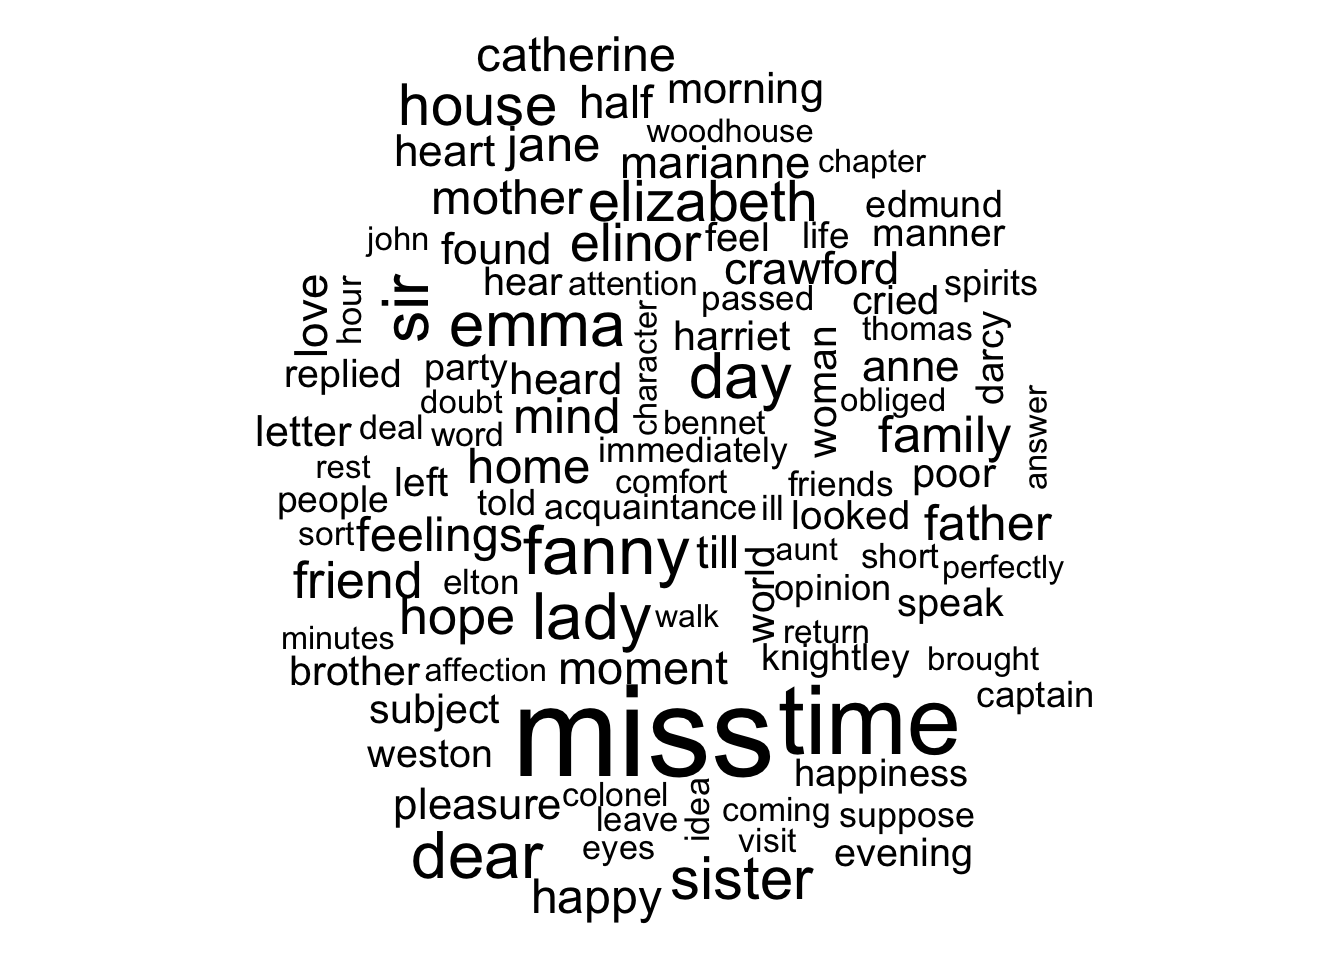 catherine
house half morning
woodhouse
heart jane marianne chapter
mother elizabeth edmund
john found elinor feel life manner
crawford
love hour sir hear attention passed cried spirits
emma character harriet thomas darcy
replied party heard day woman anne
doubt obliged answer
letter deal word mind bennet family
immediately
rest left home comfort friends poor
people told acquaintance ill looked father
sort feelings fanny till world aunt short perfectly
friend elton opinion speak
hope lady walk return
minutes knightley brought
brother affection moment
subject miss time captain
weston happiness
pleasure colonel idea coming suppose
leave
dear eyes visit evening
happy sister